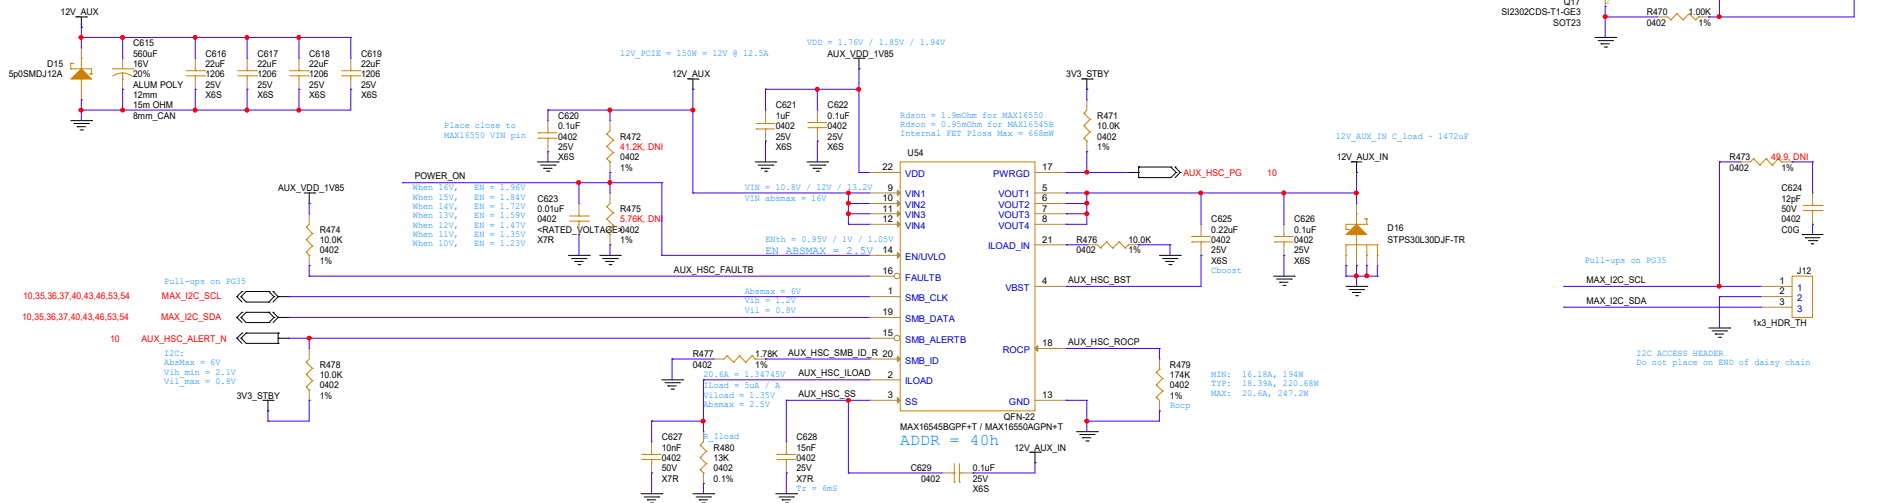 12V_AUX
D15
5p0SMDJ12A
C615
560uF
16V
20%
ALUM POLY
12mm
15m OHM
8mm_CAN
C616
22uF
1206
25V
X6S
C617
22uF
1206
25V
X6S
C618
22uF
1206
25V
X6S
C619
22uF
1206
25V
X6S
Q17
SI2302CDS-T1-GE3
SOT23
R470
0402
1.00K
1%
12V_PCIE = 150W = 12V @ 12.5A
12V_AUX
VDD = 1.76V / 1.85V / 1.94V
AUX_VDD_1V85
Place close to
MAX16550 VIN pin
C620
0.1uF
0402
25V
X6S
R472
41.2K, DNI
0402
1%
C621
1uF
0402
25V
X6S
C622
0.1uF
0402
25V
X6S
Rdson = 1.9mOhm for MAX16550
Rdson = 0.95mOhm for MAX16545B
Internal FET Ploss Max = 668mW
3V3_STBY
R471
10.0K
0402
1%
12V_AUX_IN C_load ~ 1472uF
12V_AUX_IN
AUX_VDD_1V85
POWER_ON
When 16V, EN = 1.96V
When 15V, EN = 1.84V
When 14V, EN = 1.72V
When 13V, EN = 1.59V
When 12V, EN = 1.47V
When 11V, EN = 1.35V
When 10V, EN = 1.23V
C623
0.01uF
0402
<RATED_VOLTAGE>
X7R
R475
5.76K, DNI
0402
1%
VIN = 10.8V / 12V / 13.2V
VIN absmax = 16V
ENth = 0.95V / 1V / 1.05V
EN ABSMAX = 2.5V
R474
10.0K
0402
1%
AUX_HSC_FAULTB
Pull-ups on PG35
10,35,36,37,40,43,46,53,54 MAX_I2C_SCL
10,35,36,37,40,43,46,53,54 MAX_I2C_SDA
10 AUX_HSC_ALERT_N
I2C:
AbsMax = 6V
Vih_min = 2.1V
Vil_max = 0.8V
3V3_STBY
R478
10.0K
0402
1%
Absmax = 6V
Vih = 1.2V
Vil = 0.8V
R477
0402
1.78K
1%
AUX_HSC_SMB_ID_R
20.6A = 1.34745V
ILoad = 5uA / A
Viload = 1.35V
Absmax = 2.5V
AUX_HSC_ILOAD
AUX_HSC_SS
C627
10nF
0402
50V
X7R
R_Iload
R480
13K
0402
0.1%
C628
15nF
0402
25V
X7R
Tr = 6mS
U54
22 VDD
9 VIN1
10 VIN2
11 VIN3
12 VIN4
14 EN/UVLO
16 FAULTB
1 SMB_CLK
19 SMB_DATA
15 SMB_ALERTB
20 SMB_ID
2 ILOAD
3 SS
PWRGD 17
VOUT1 5
VOUT2 6
VOUT3 7
VOUT4 8
ILOAD_IN 21
VBST 4
ROCP 18
GND 13
QFN-22
MAX16545BGPF+T / MAX16550AGPN+T
ADDR = 40h
12V_AUX_IN
C629
0402
0.1uF
25V
X6S
AUX_HSC_PG 10
R476
0402
10.0K
1%
AUX_HSC_BST
C625
0.22uF
0402
25V
X6S
Cboost
C626
0.1uF
0402
25V
X6S
D16
STPS30L30DJF-TR
AUX_HSC_ROCP
R479
174K
0402
1%
Rocp
MIN: 16.18A, 194W
TYP: 18.39A, 220.68W
MAX: 20.6A, 247.2W
R473
0402
49.9, DNI
1%
C624
12pF
50V
0402
C0G
Pull-ups on PG35
MAX_I2C_SCL
MAX_I2C_SDA
J12
1 1
2 2
3 3
1x3_HDR_TH
I2C ACCESS HEADER
Do not place on END of daisy chain